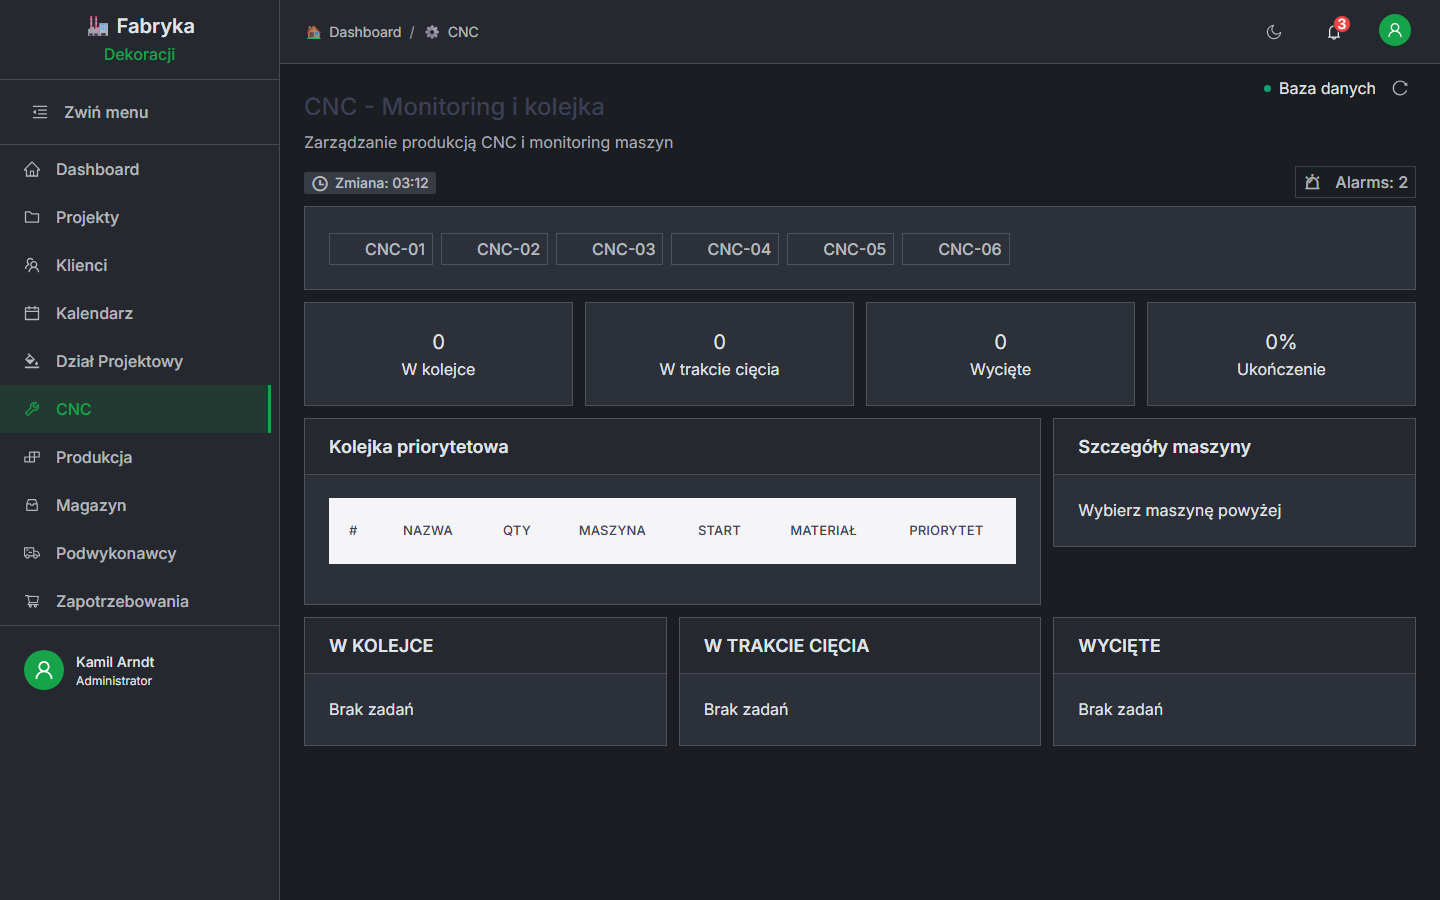 Fabryka
Dekoracji
Zwiń menu
Dashboard
Projekty
Klienci
Kalendarz
Dział Projektowy
CNC
Produkcja
Magazyn
Podwykonawcy
Zapotrzebowania
Kamil Arndt
Administrator
Dashboard / CNC
3
Baza danych
CNC - Monitoring i kolejka
Zarządzanie produkcją CNC i monitoring maszyn
Zmiana: 03:12
Alarms: 2
CNC-01 CNC-02 CNC-03 CNC-04 CNC-05 CNC-06
0
W kolejce
0
W trakcie cięcia
0
Wycięte
0%
Ukończenie
Kolejka priorytetowa
# NAZWA QTY MASZYNA START MATERIAŁ PRIORYTET
Szczegóły maszyny
Wybierz maszynę powyżej
W KOLEJCE
Brak zadań
W TRAKCIE CIĘCIA
Brak zadań
WYCIĘTE
Brak zadań